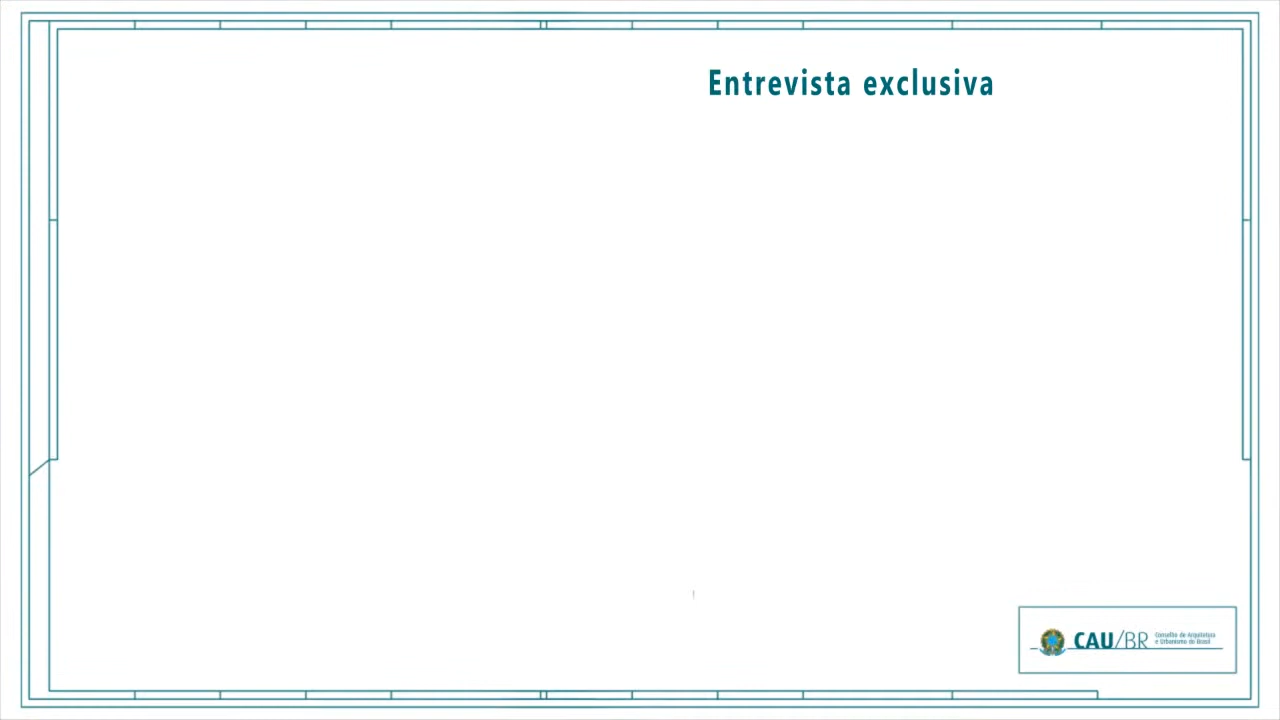 Entrevista exclusiva
CAU/BR
Conselho de Arquitetura
e Urbanismo do Brasil